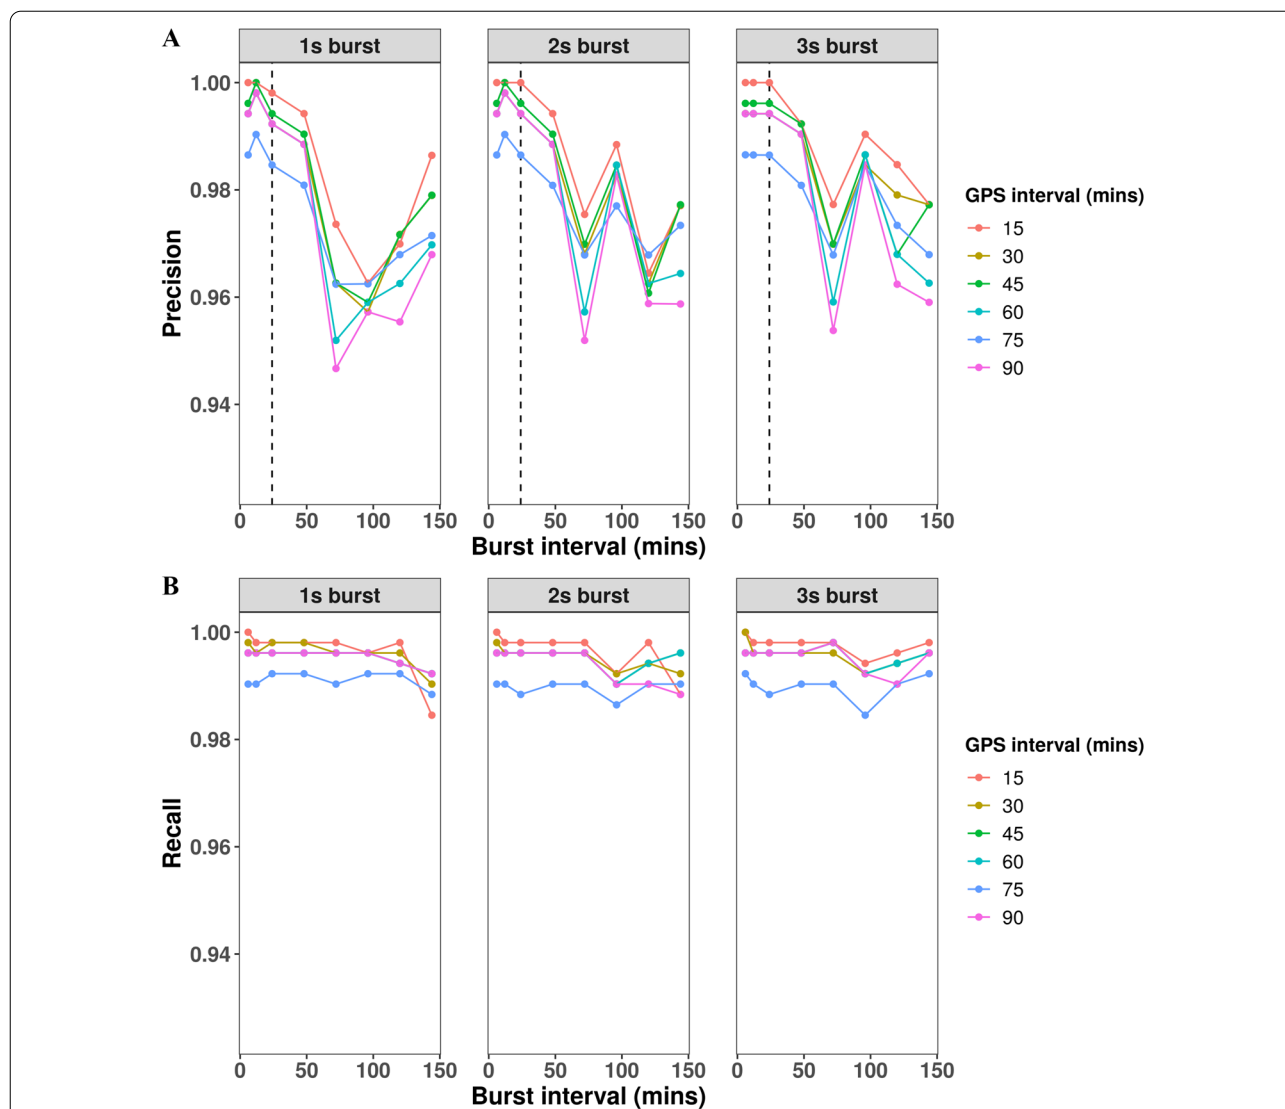 A
1s burst 2s burst 3s burst
1.00
0.98
0.96
0.94
Precision
0 50 100 150 0 50 100 150 0 50 100 150
Burst interval (mins)
GPS interval (mins)
15
30
45
60
75
90
B
1s burst 2s burst 3s burst
1.00
0.98
0.96
0.94
Recall
0 50 100 150 0 50 100 150 0 50 100 150
Burst interval (mins)
GPS interval (mins)
15
30
45
60
75
90